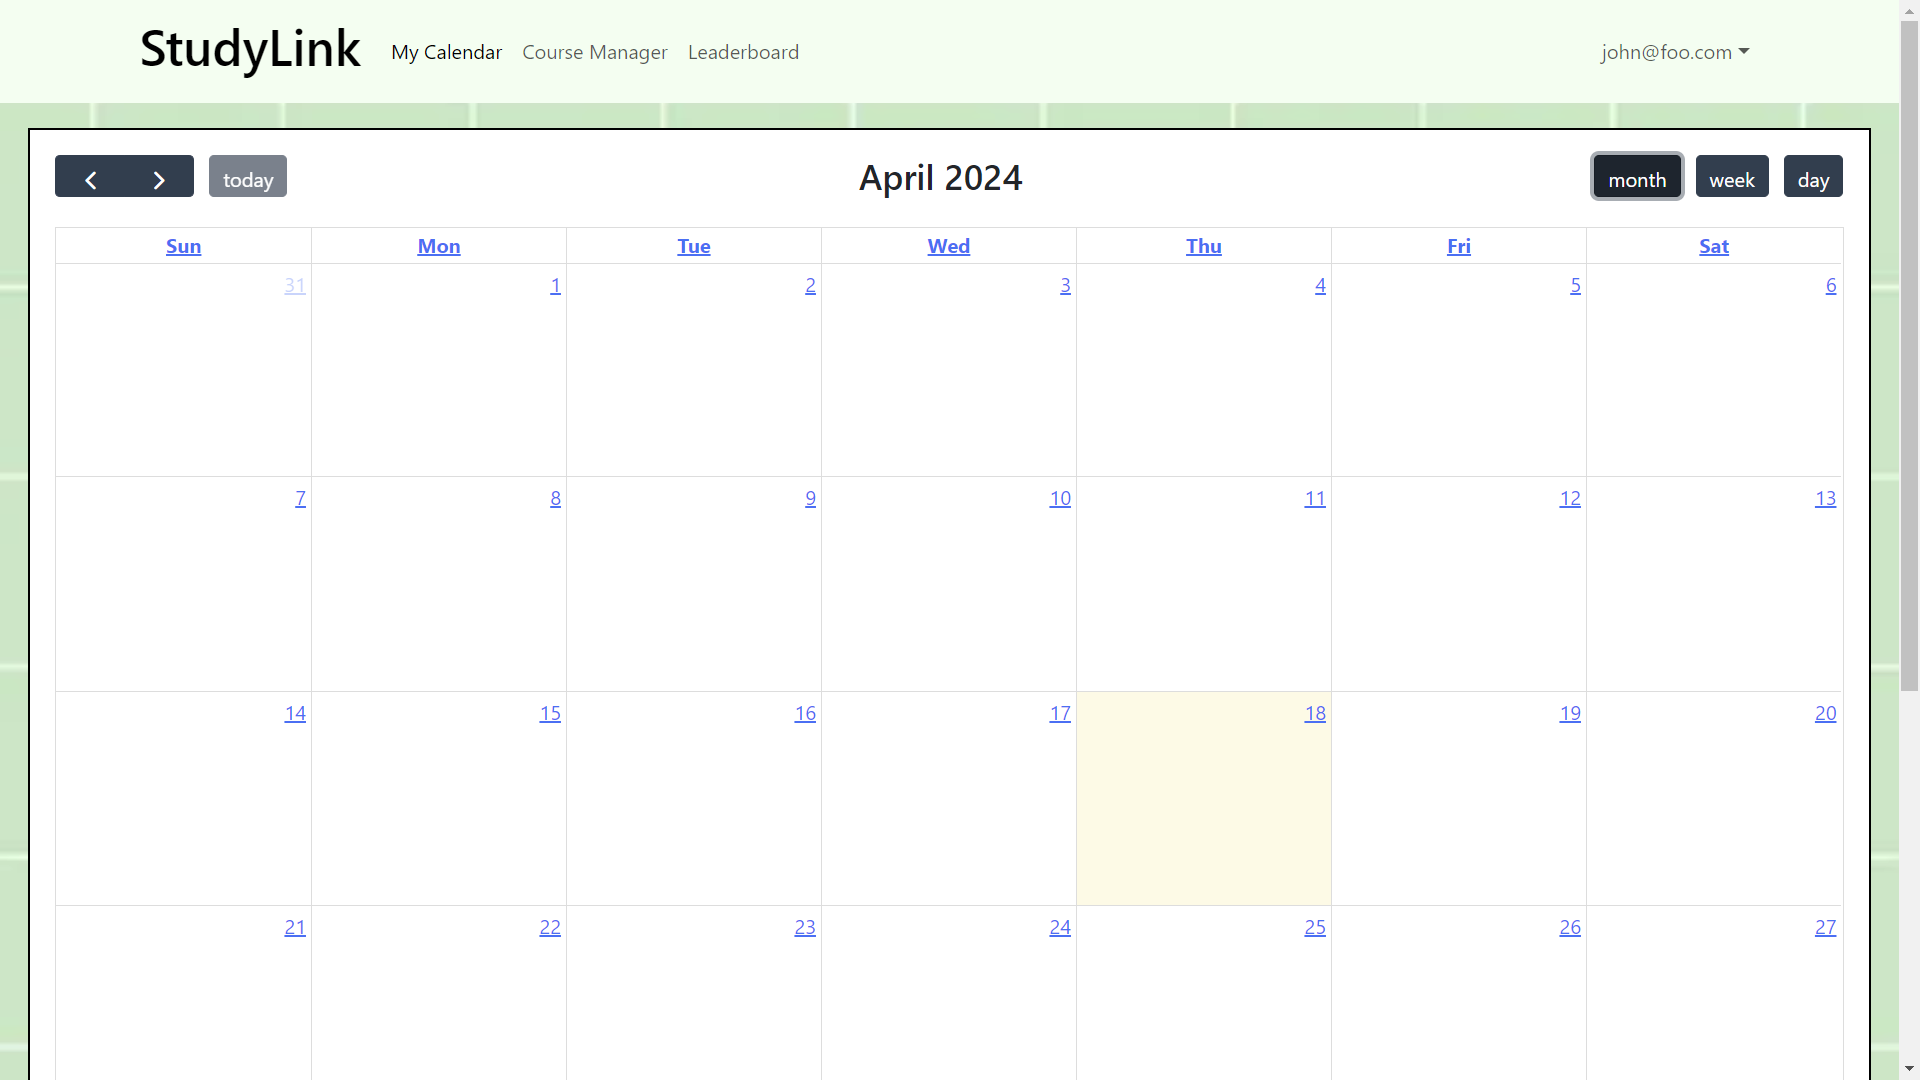 StudyLink My Calendar Course Manager Leaderboard john@foo.com
today April 2024 month week day
Sun Mon Tue Wed Thu Fri Sat
31 1 2 3 4 5 6
7 8 9 10 11 12 13
14 15 16 17 18 19 20
21 22 23 24 25 26 27